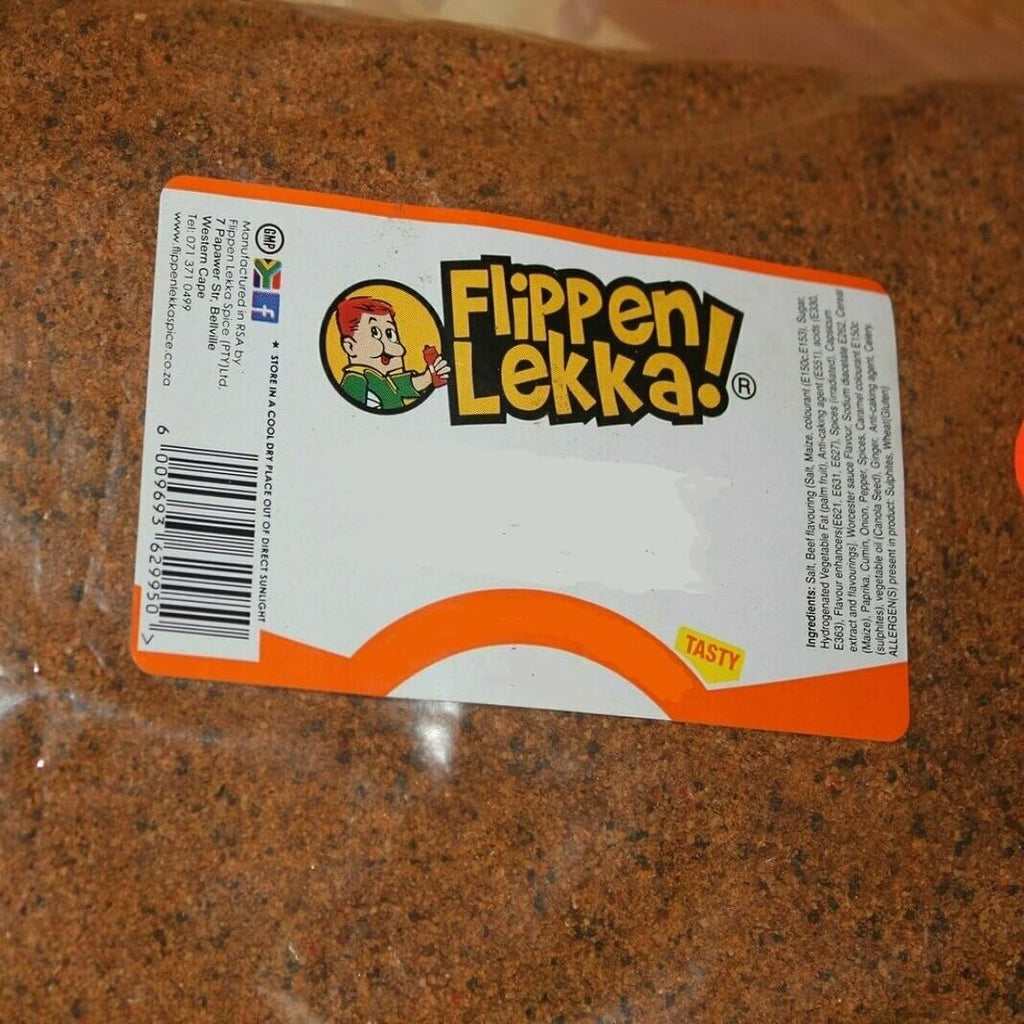 FLIPPEN
LEKKA!®
TASTY
GMP
f
Manufactured in RSA by
Flippen Lekka Spice (PTY)Ltd.
7 Papawer Str, Bellville
Western Cape
Tel: 071 371 0499
www.flippenlekkaspice.co.za
* STORE IN A COOL DRY PLACE OUT OF DIRECT SUNLIGHT
6 009693 629950 >
Ingredients: Salt, Beef flavouring (Salt, Maize, colourant (E150c,E153), Sugar,
Hydrogenated Vegetable Fat (palm fruit), Anti-caking agent (E551), acids (E330,
E363), Flavour enhancers(E621, E631, E627), Spices (irradiated), Capsicum
extract and flavourings). Worcester sauce Flavour, Sodium diacetate E262, Cereal
(Maize), Paprika, Cumin, Onion, Pepper, Spices, Caramel colourant E150c
(sulphites), vegetable oil (Canola Seed), Ginger, Anti-caking agent, Celery.
ALLERGEN(S) present in product: Sulphites, Wheat(Gluten)